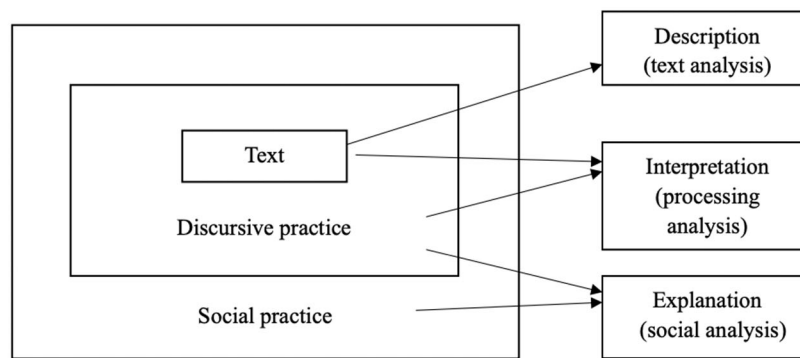 Description
(text analysis)
Text
Interpretation
(processing
analysis)
Discursive practice
Social practice
Explanation
(social analysis)